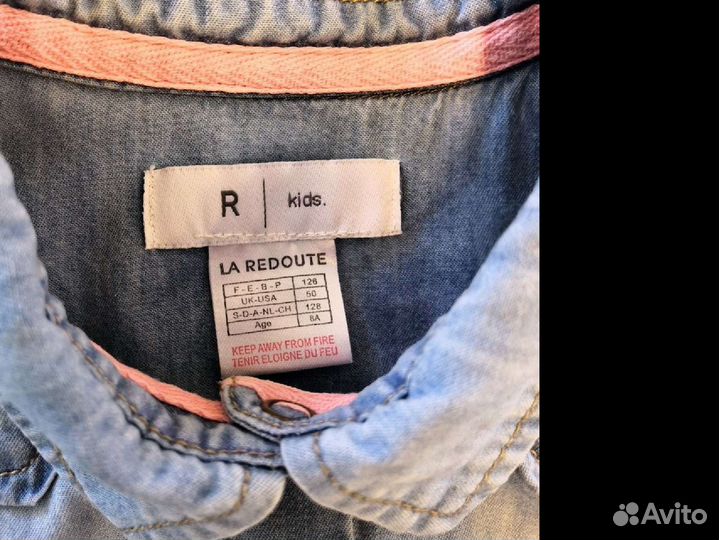 R | kids.
LA REDOUTE
F - E - B - P 126
UK-USA 50
S-D-A-NL-CH 128
Age 8A
KEEP AWAY FROM FIRE
TENIR ELOIGNE DU FEU
Avito